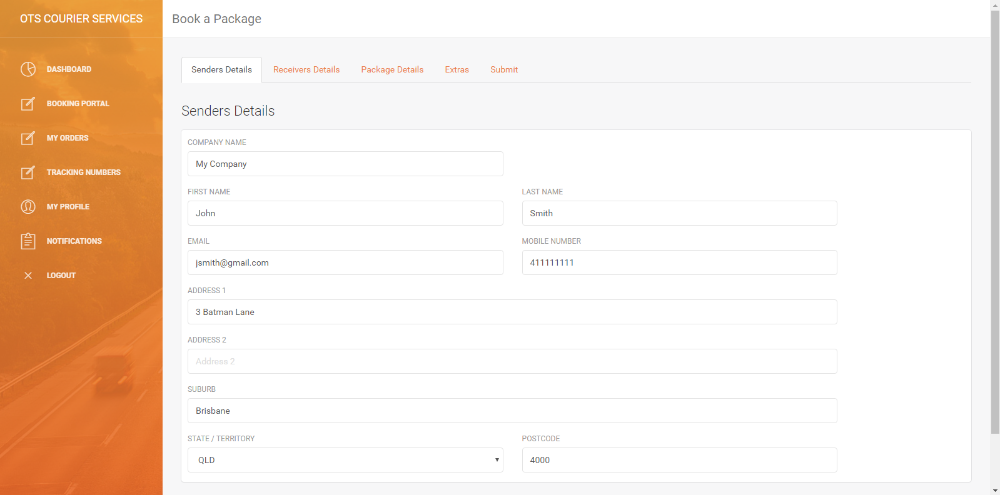 OTS COURIER SERVICES
Book a Package
DASHBOARD
BOOKING PORTAL
MY ORDERS
TRACKING NUMBERS
MY PROFILE
NOTIFICATIONS
LOGOUT
Senders Details Receivers Details Package Details Extras Submit
Senders Details
COMPANY NAME
My Company
FIRST NAME LAST NAME
John Smith
EMAIL MOBILE NUMBER
jsmith@gmail.com 411111111
ADDRESS 1
3 Batman Lane
ADDRESS 2
Address 2
SUBURB
Brisbane
STATE / TERRITORY POSTCODE
QLD 4000